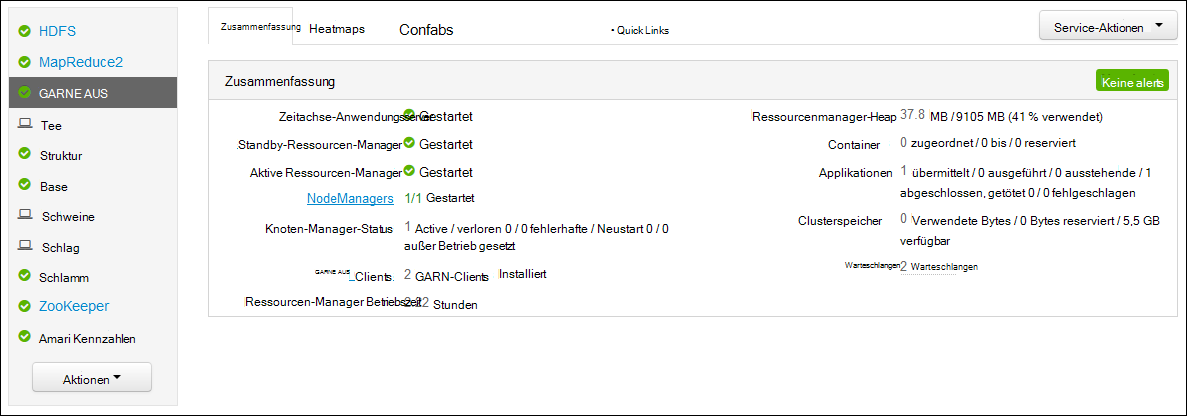 HDFS
MapReduce2
GARNE AUS
Tee
Struktur
Base
Schweine
Schlag
Schlamm
ZooKeeper
Amari Kennzahlen
Aktionen
Zusammenfassung Heatmaps Confabs • Quick Links Service-Aktionen
Zusammenfassung Keine alerts
Zeitachse-Anwendungsserver Gestartet
Standby-Ressourcen-Manager Gestartet
Aktive Ressourcen-Manager Gestartet
NodeManagers 1/1 Gestartet
Knoten-Manager-Status 1 Active / verloren 0 / 0 fehlerhafte / Neustart 0 / 0
außer Betrieb gesetzt
GARNE AUS_Clients. 2 GARN-Clients Installiert
Ressourcen-Manager Betriebszeit 2.22 Stunden
Ressourcenmanager-Heap 37.8 MB / 9105 MB (41 % verwendet)
Container 0 zugeordnet / 0 bis / 0 reserviert
Applikationen 1 übermittelt / 0 ausgeführt / 0 ausstehende / 1
abgeschlossen, getötet 0 / 0 fehlgeschlagen
Clusterspeicher 0 Verwendete Bytes / 0 Bytes reserviert / 5,5 GB
verfügbar
Warteschlangen 2 Warteschlangen